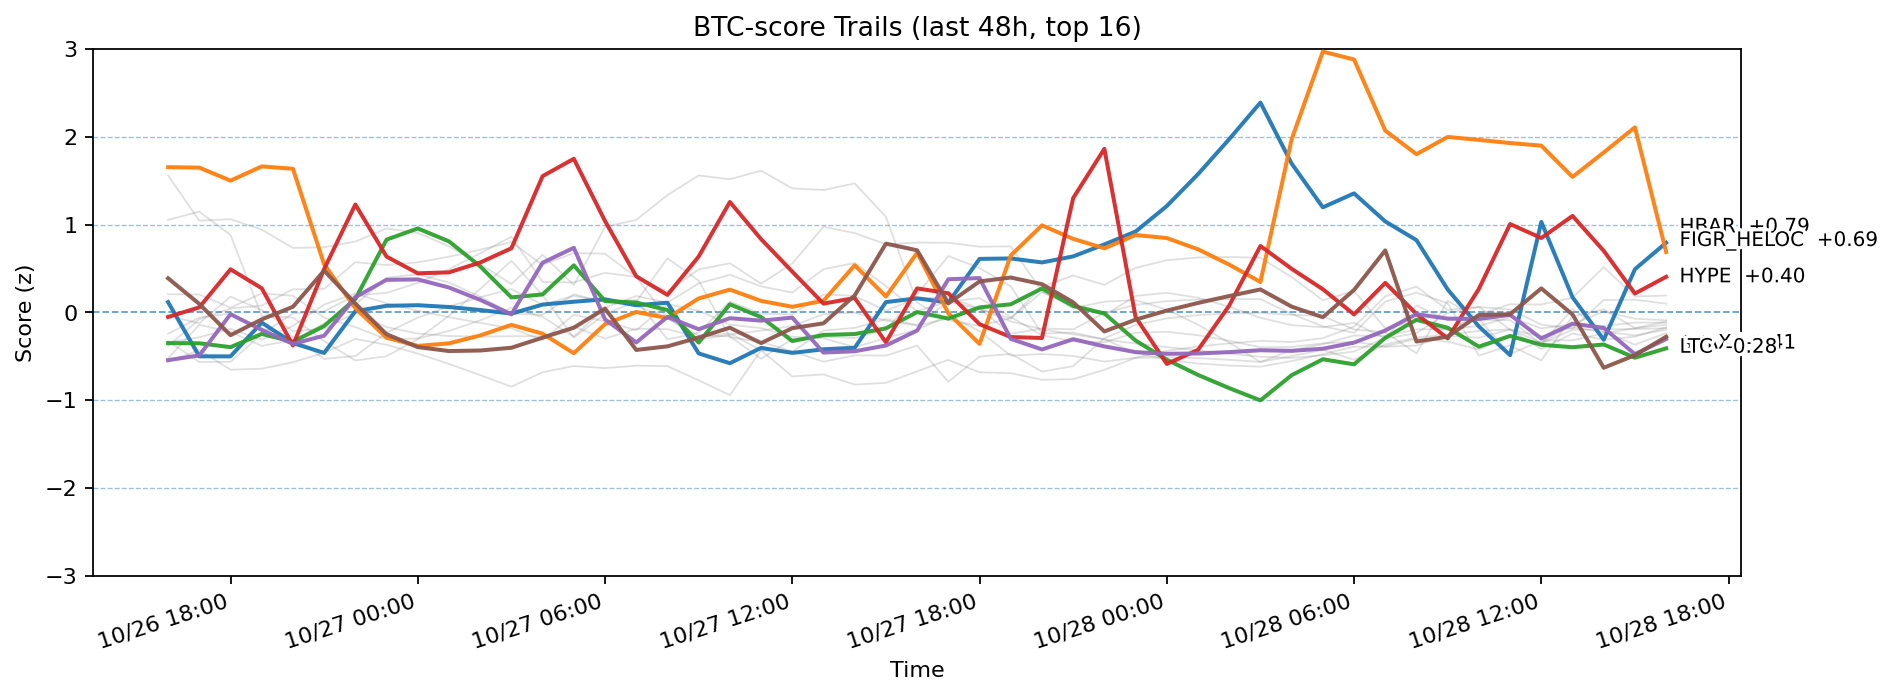 BTC-score Trails (last 48h, top 16)
Score (z)
3
2
1
0
−1
−2
−3
HBAR +0.79
FIGR_HELOC +0.69
HYPE +0.40
LTC -0.28
10/26 18:00
10/27 00:00
10/27 06:00
10/27 12:00
10/27 18:00
10/28 00:00
10/28 06:00
10/28 12:00
10/28 18:00
Time